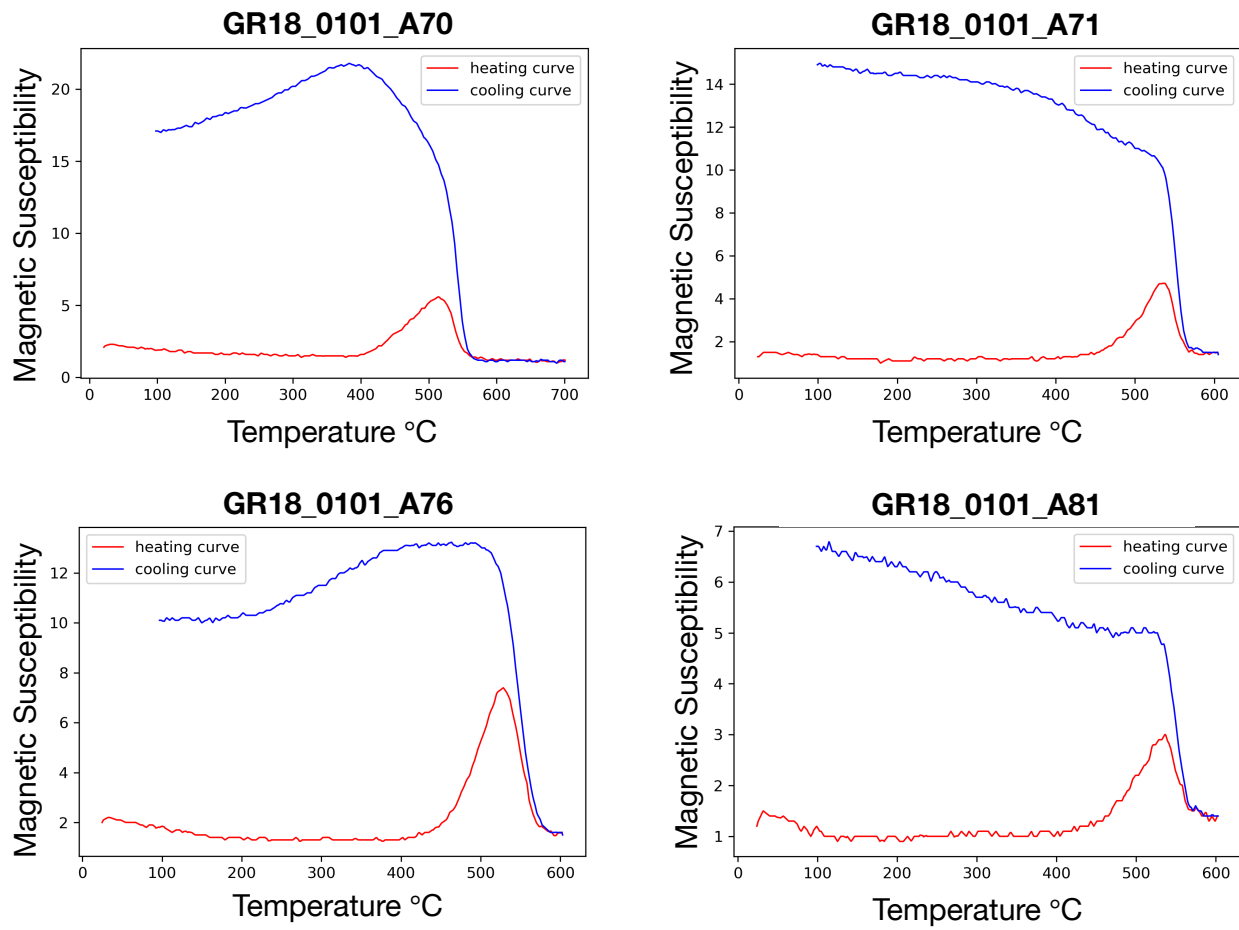 GR18_0101_A70
heating curve
cooling curve
Magnetic Susceptibility
20
15
10
5
0
0 100 200 300 400 500 600 700
Temperature °C
GR18_0101_A71
heating curve
cooling curve
Magnetic Susceptibility
14
12
10
8
6
4
2
0 100 200 300 400 500 600
Temperature °C
GR18_0101_A76
heating curve
cooling curve
Magnetic Susceptibility
12
10
8
6
4
2
0 100 200 300 400 500 600
Temperature °C
GR18_0101_A81
heating curve
cooling curve
Magnetic Susceptibility
7
6
5
4
3
2
1
0 100 200 300 400 500 600
Temperature °C